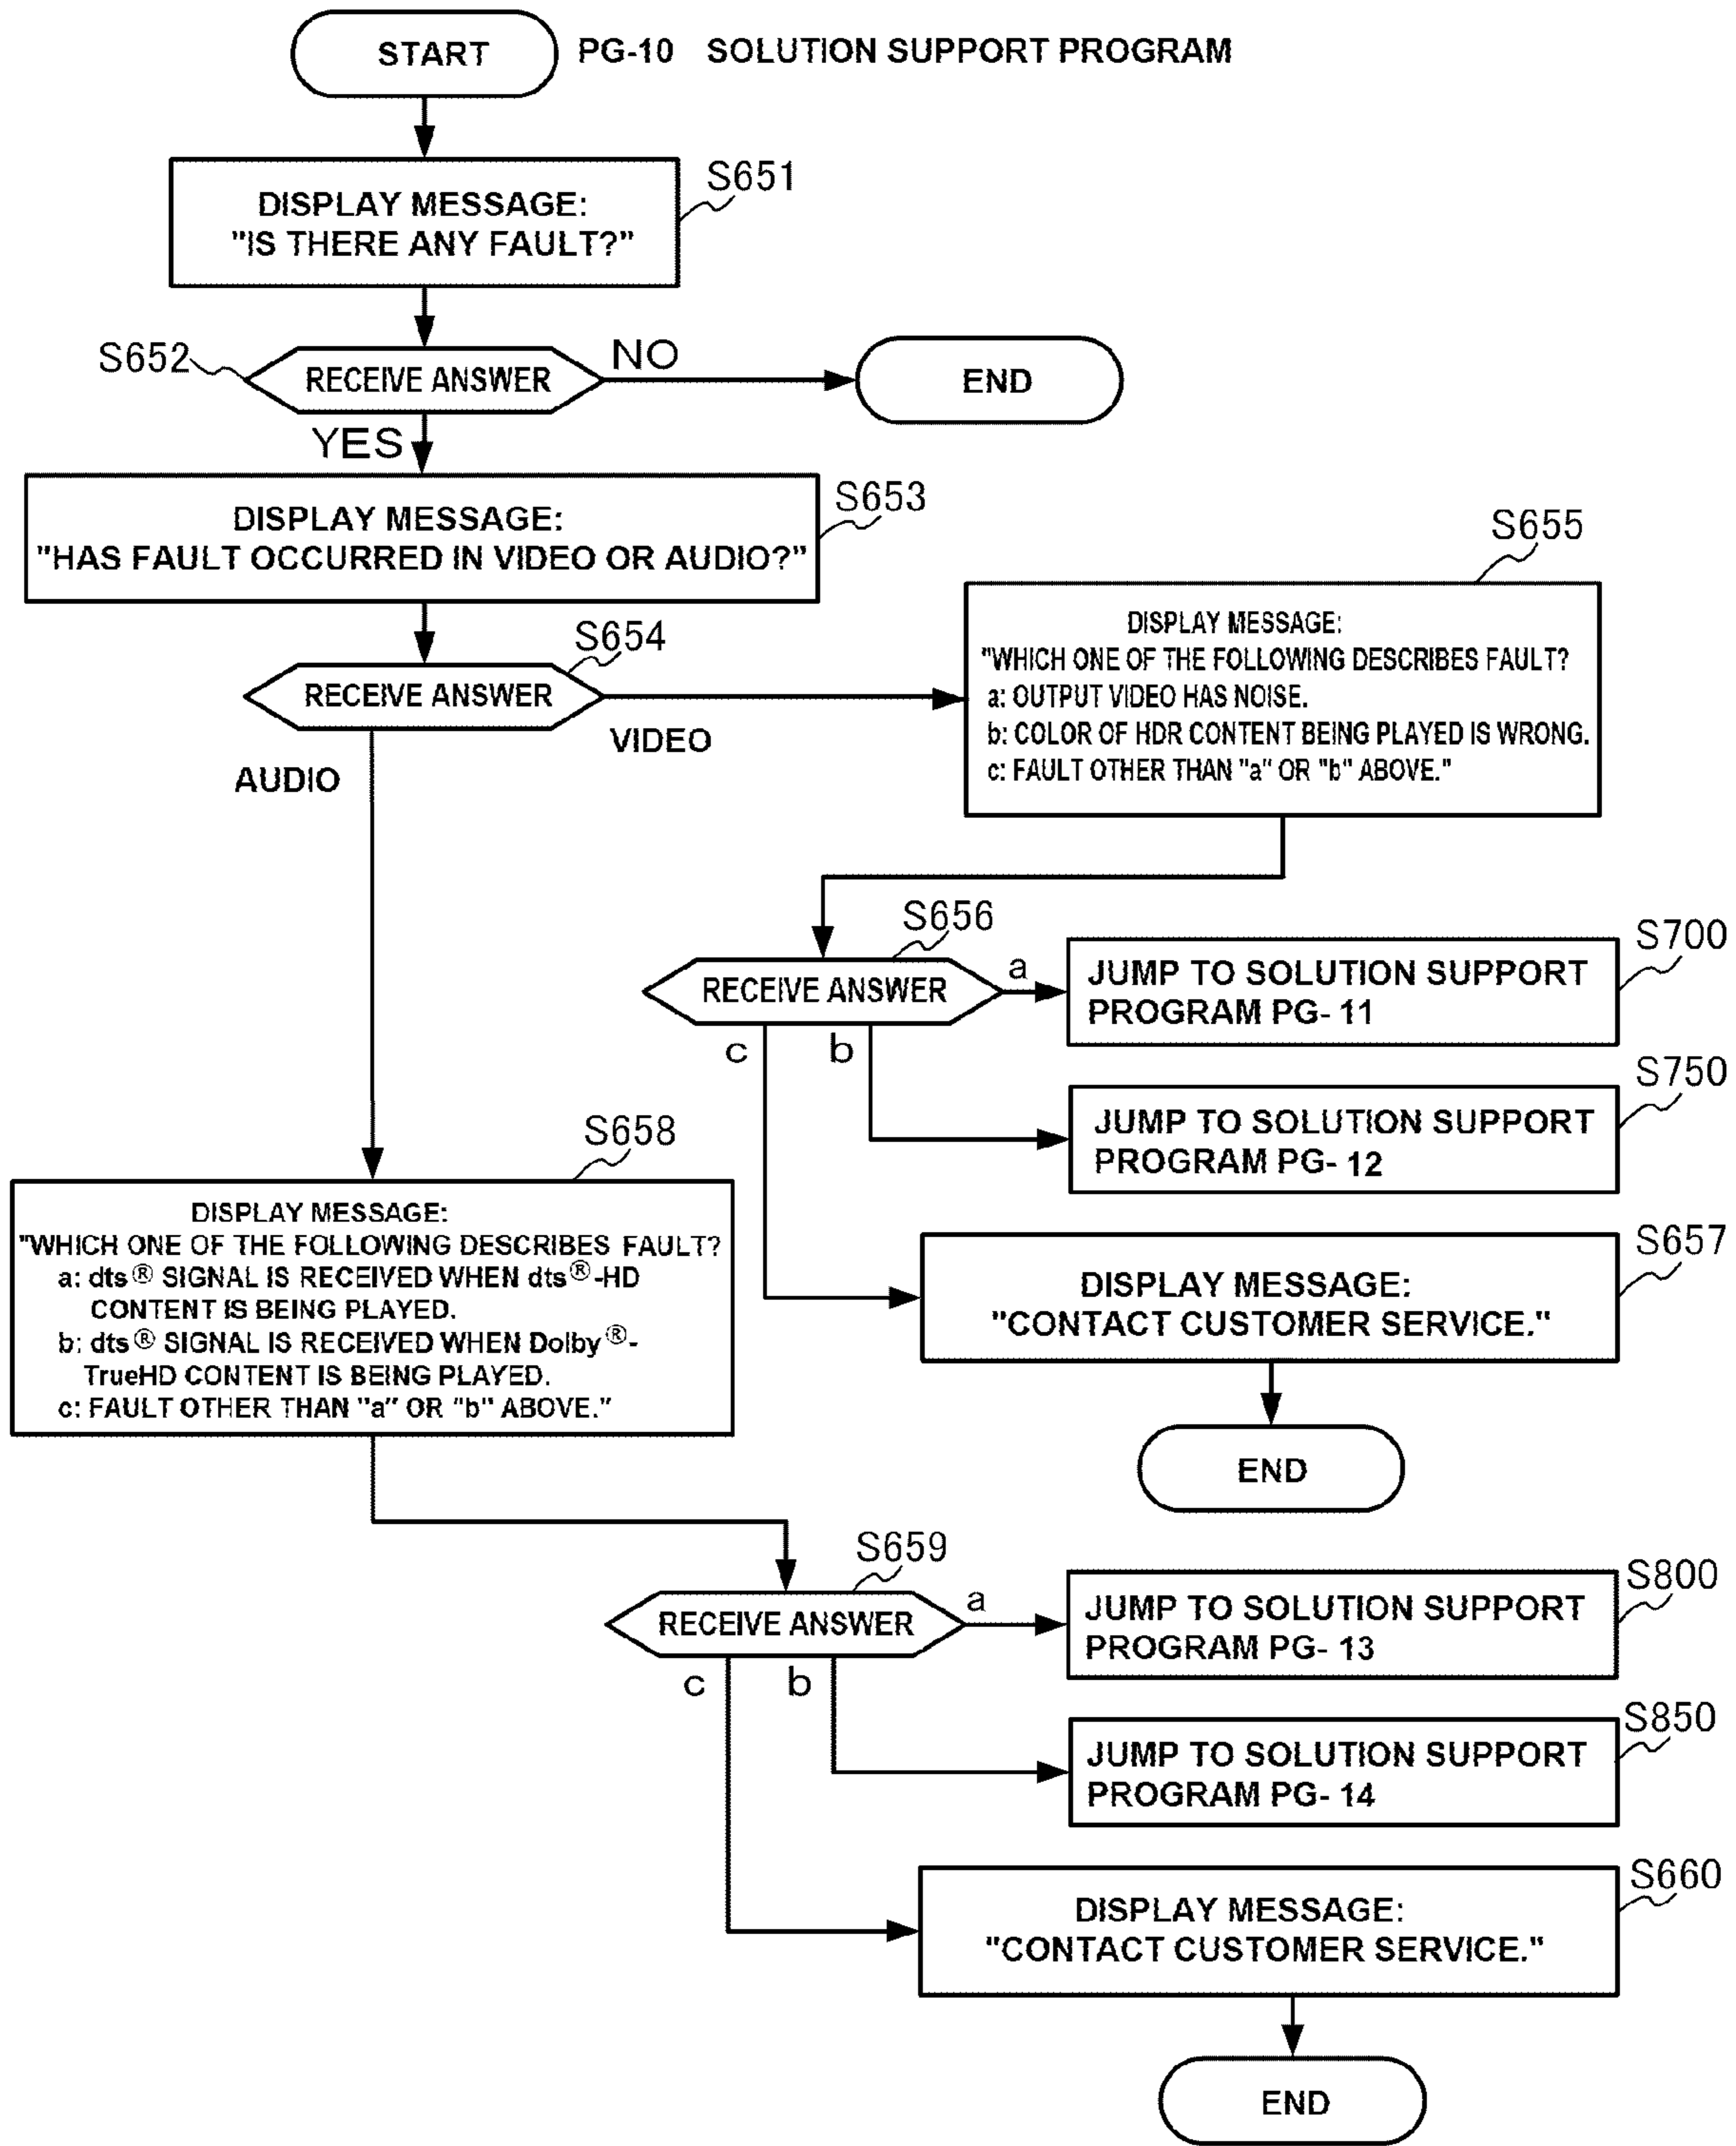 START
PG-10 SOLUTION SUPPORT PROGRAM
S651
DISPLAY MESSAGE:
"IS THERE ANY FAULT?"
S652
RECEIVE ANSWER
NO
END
YES
S653
DISPLAY MESSAGE:
"HAS FAULT OCCURRED IN VIDEO OR AUDIO?"
S654
RECEIVE ANSWER
VIDEO
AUDIO
S655
DISPLAY MESSAGE:
"WHICH ONE OF THE FOLLOWING DESCRIBES FAULT?
a: OUTPUT VIDEO HAS NOISE.
b: COLOR OF HDR CONTENT BEING PLAYED IS WRONG.
c: FAULT OTHER THAN "a" OR "b" ABOVE."
S656
RECEIVE ANSWER
a
b
c
S700
JUMP TO SOLUTION SUPPORT
PROGRAM PG- 11
S750
JUMP TO SOLUTION SUPPORT
PROGRAM PG- 12
S657
DISPLAY MESSAGE:
"CONTACT CUSTOMER SERVICE."
END
S658
DISPLAY MESSAGE:
"WHICH ONE OF THE FOLLOWING DESCRIBES FAULT?
a: dts® SIGNAL IS RECEIVED WHEN dts®-HD
CONTENT IS BEING PLAYED.
b: dts® SIGNAL IS RECEIVED WHEN Dolby®-
TrueHD CONTENT IS BEING PLAYED.
c: FAULT OTHER THAN "a" OR "b" ABOVE."
S659
RECEIVE ANSWER
a
b
c
S800
JUMP TO SOLUTION SUPPORT
PROGRAM PG- 13
S850
JUMP TO SOLUTION SUPPORT
PROGRAM PG- 14
S660
DISPLAY MESSAGE:
"CONTACT CUSTOMER SERVICE."
END